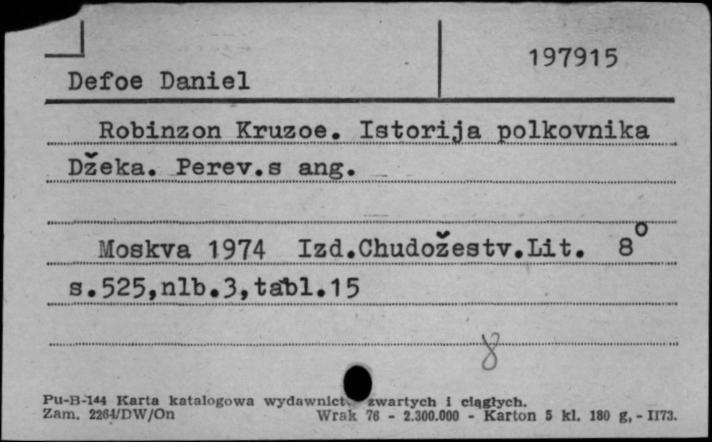 197915
Defoe Daniel
Robinzon Kruzoe. Istorija polkovnika
Džeka. Perev.s ang.
Moskva 1974 Izd.Chudožestv.Lit. 8°
s.525,nlb.3,tabl.15
8
Pu-B-144 Karta katalogowa wydawnict. zwartych i ciągłych.
Zam. 2264/DW/On Wrak 76 - 2.300.000 - Karton 5 kl. 180 g, - II73.